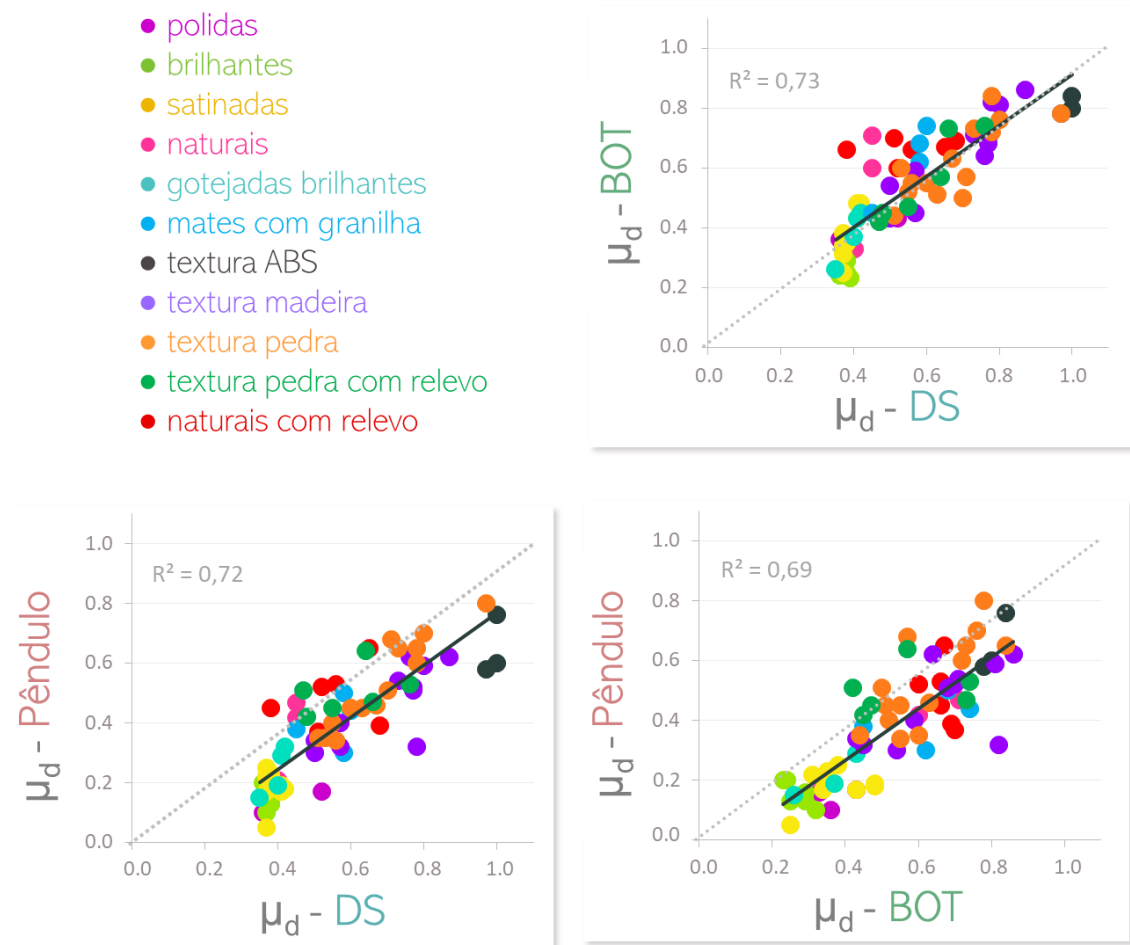 polidas
brilhantes
satinadas
naturais
gotejadas brilhantes
mates com granilha
textura ABS
textura madeira
textura pedra
textura pedra com relevo
naturais com relevo
1.0
0.8
0.6
0.4
0.2
0.0
μd - BOT
R² = 0,73
0.0 0.2 0.4 0.6 0.8 1.0
μd - DS
1.0
0.8
0.6
0.4
0.2
0.0
μd - Pêndulo
R² = 0,72
0.0 0.2 0.4 0.6 0.8 1.0
μd - DS
1.0
0.8
0.6
0.4
0.2
0.0
μd - Pêndulo
R² = 0,69
0.0 0.2 0.4 0.6 0.8 1.0
μd - BOT